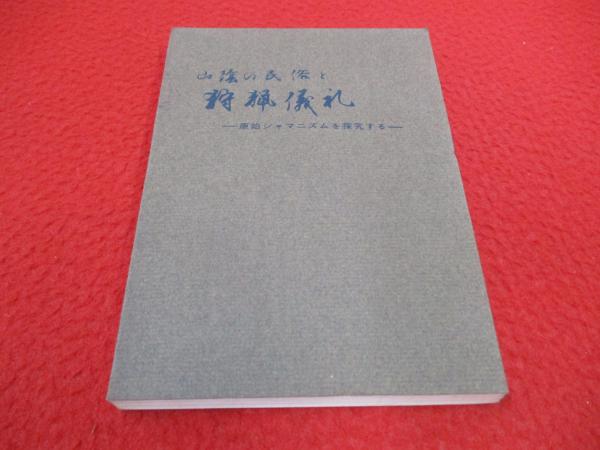 山陰の民俗と
狩猟儀礼
―原始シャマニズムを探究する―